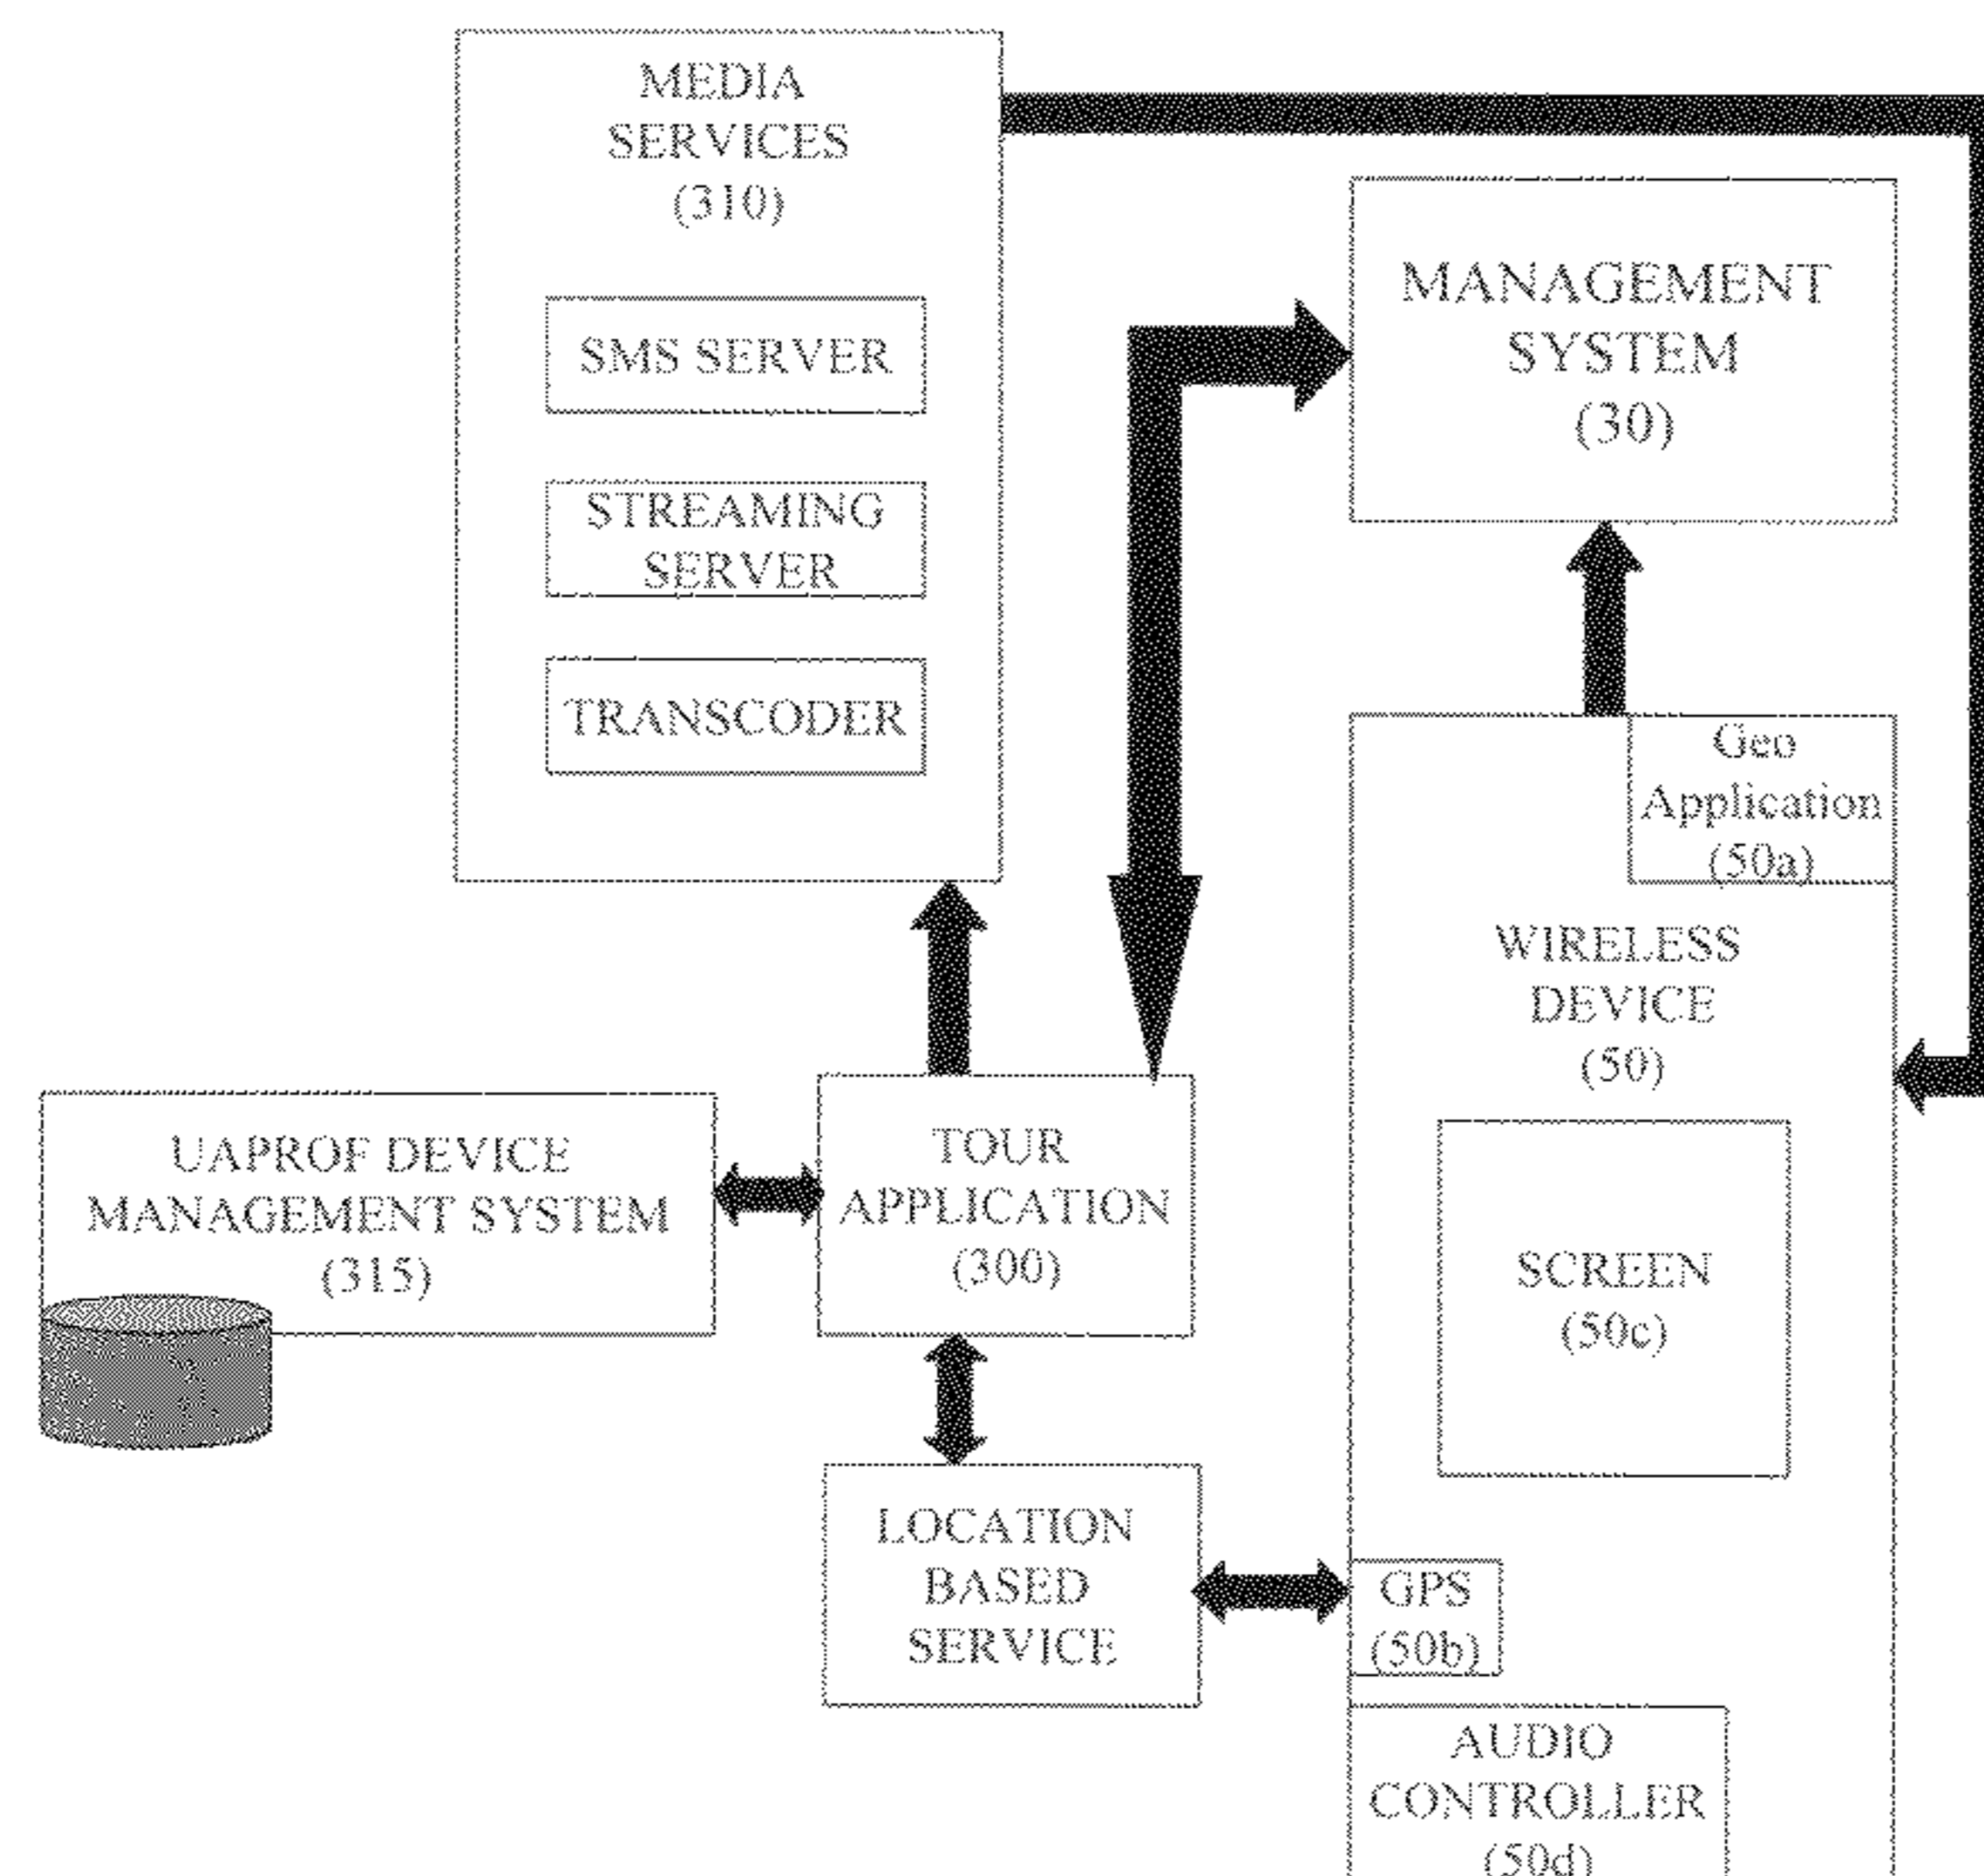 MEDIA
SERVICES
(310)
SMS SERVER
STREAMING
SERVER
TRANSCODER
MANAGEMENT
SYSTEM
(30)
Geo
Application
(50a)
WIRELESS
DEVICE
(50)
SCREEN
(50c)
UAPROF DEVICE
MANAGEMENT SYSTEM
(315)
TOUR
APPLICATION
(300)
LOCATION
BASED
SERVICE
GPS
(50b)
AUDIO
CONTROLLER
(50d)